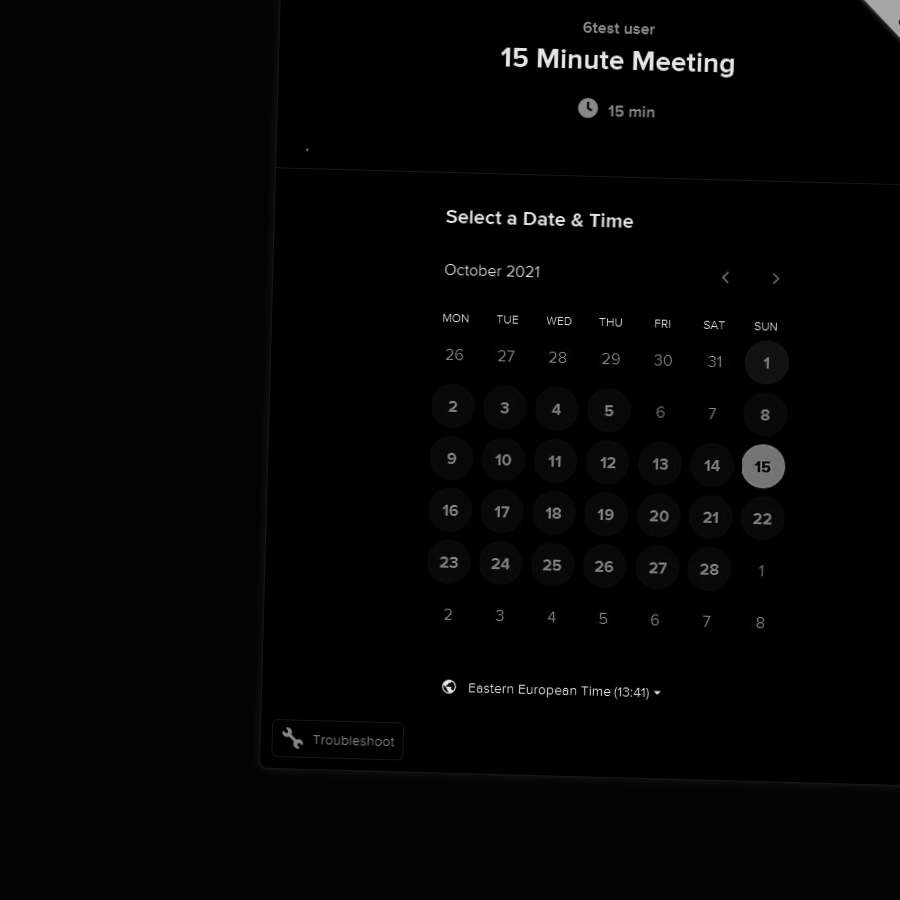 6test user
15 Minute Meeting
15 min
Select a Date & Time
October 2021
MON TUE WED THU FRI SAT SUN
26 27 28 29 30 31 1
2 3 4 5 6 7 8
9 10 11 12 13 14 15
16 17 18 19 20 21 22
23 24 25 26 27 28 1
2 3 4 5 6 7 8
Eastern European Time (13:41)
Troubleshoot